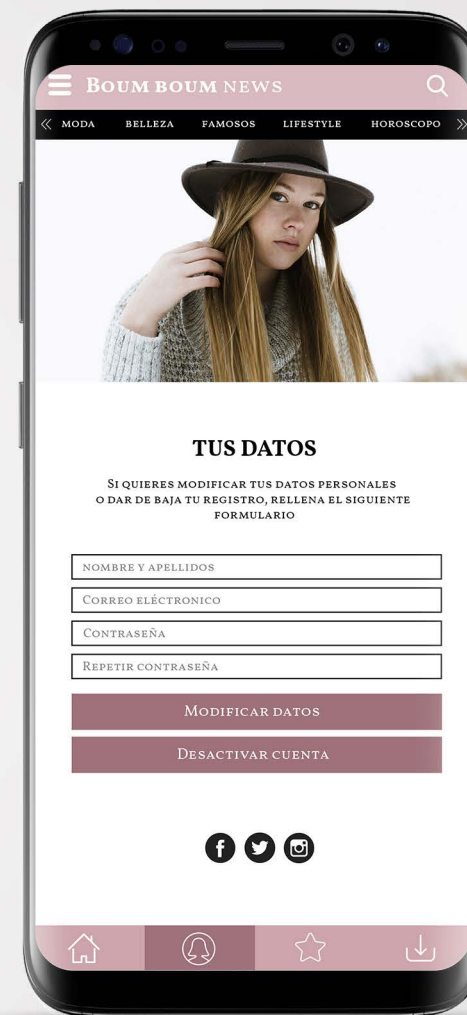 Boum boum news
« Moda Belleza Famosos Lifestyle Horoscopo »
TUS DATOS
Si quieres modificar tus datos personales
o dar de baja tu registro, rellena el siguiente
formulario
nombre y apellidos
Correo eléctronico
Contraseña
Repetir contraseña
Modificar datos
Desactivar cuenta